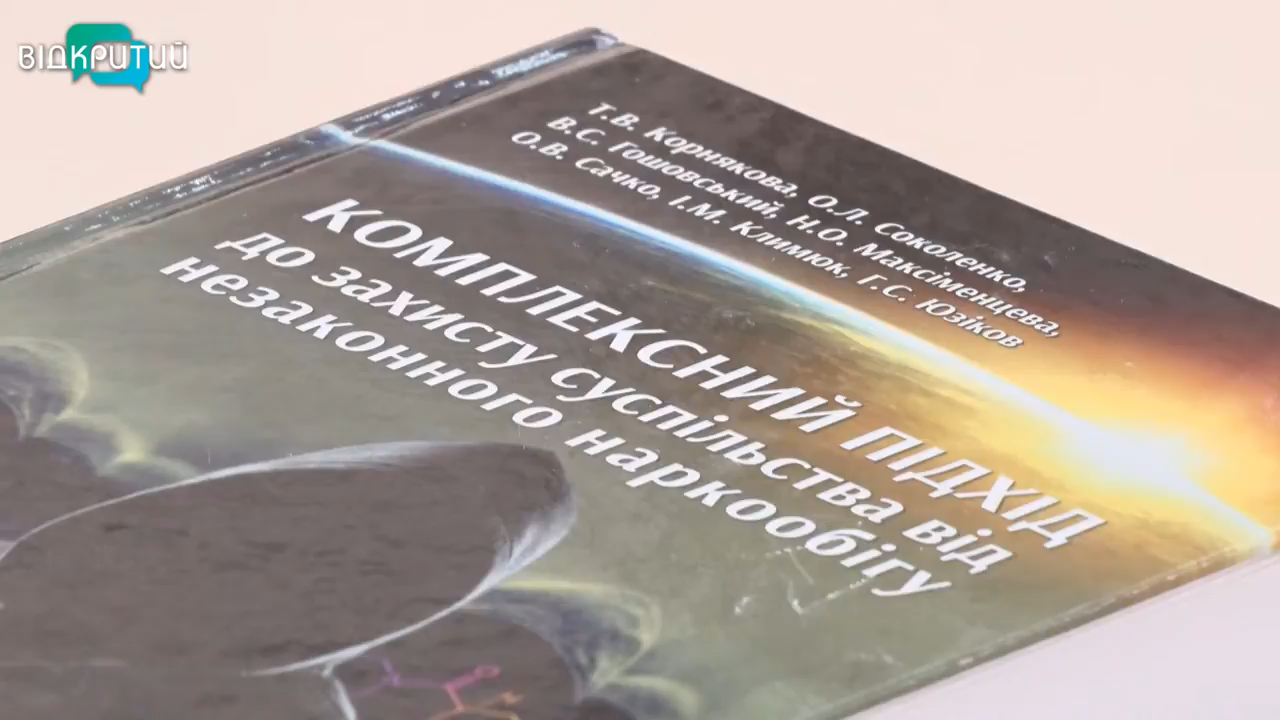 ВІДКРИТИЙ
Т.В. Корнякова, О.Л. Соколенко,
В.С. Гошовський, Н.О. Максіменцева,
О.В. Сачко, І.М. Климюк, Г.С. Юзіков
КОМПЛЕКСНИЙ ПІДХІД
до захисту суспільства від
незаконного наркообігу